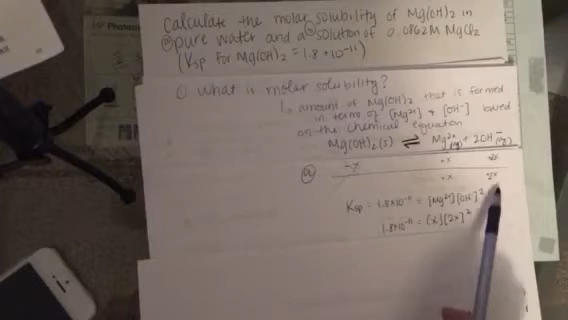 Calculate the molar solubility of Mg(OH)2 in
(a) pure water and a (b) solution of 0.0862M MgCl2
(Ksp for Mg(OH)2 = 1.8 * 10^-11)
① What is molar solubility?
↳ amount of Mg(OH)2 that is formed
in terms of [Mg2+] & [OH-] based
on the chemical equation
Mg(OH)2(s) ⇌ Mg2+(aq) + 2OH-(aq)
-x +x 2x
(a) +x 2x
Ksp = 1.8×10^-11 = [Mg2+][OH-]^2
1.8×10^-11 = (x)[2x]^2